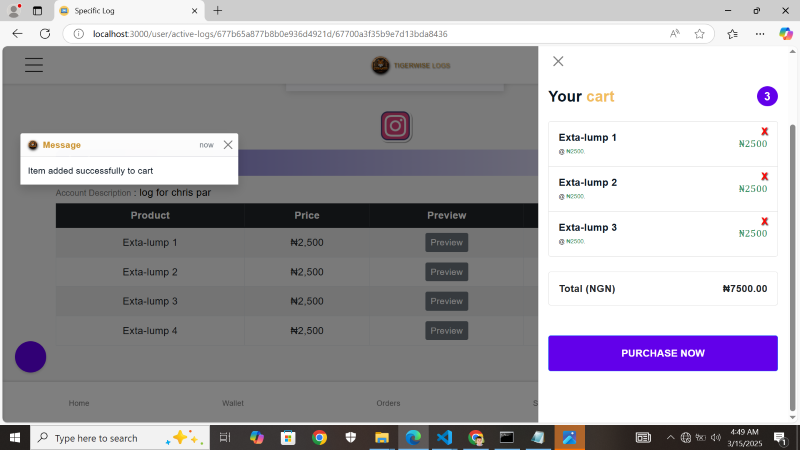 Specific Log
localhost:3000/user/active-logs/677b65a877b8b0e936d4921d/67700a3f35b9e7d13bda8436
TIGERWISE LOGS
Message
now
Item added successfully to cart
Account Description : log for chris par
Product Price Preview
Exta-lump 1 ₦2,500 Preview
Exta-lump 2 ₦2,500 Preview
Exta-lump 3 ₦2,500 Preview
Exta-lump 4 ₦2,500 Preview
Home Wallet Orders S
Your cart 3
Exta-lump 1 X
@ ₦2500. ₦2500
Exta-lump 2 X
@ ₦2500. ₦2500
Exta-lump 3 X
@ ₦2500. ₦2500
Total (NGN) ₦7500.00
PURCHASE NOW
Type here to search
4:49 AM
3/15/2025
1